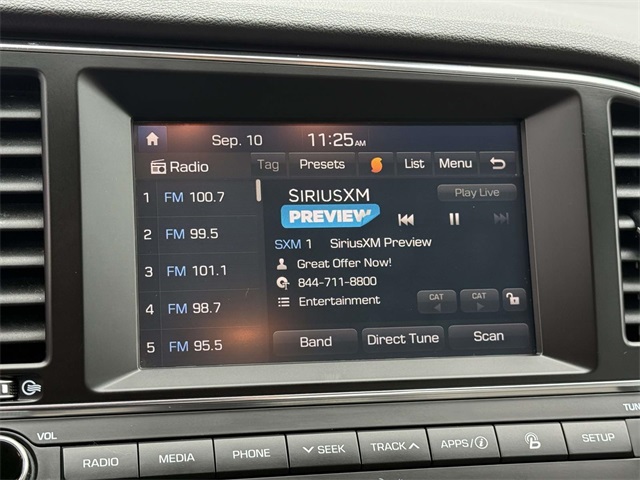 Sep. 10 11:25AM
Radio Tag Presets List Menu
1 FM 100.7
2 FM 99.5
3 FM 101.1
4 FM 98.7
5 FM 95.5
SIRIUSXM
PREVIEW
Play Live
SXM 1 SiriusXM Preview
Great Offer Now!
844-711-8800
Entertainment
CAT CAT
Band Direct Tune Scan
VOL
TUN
RADIO MEDIA PHONE SEEK TRACK APPS/ SETUP